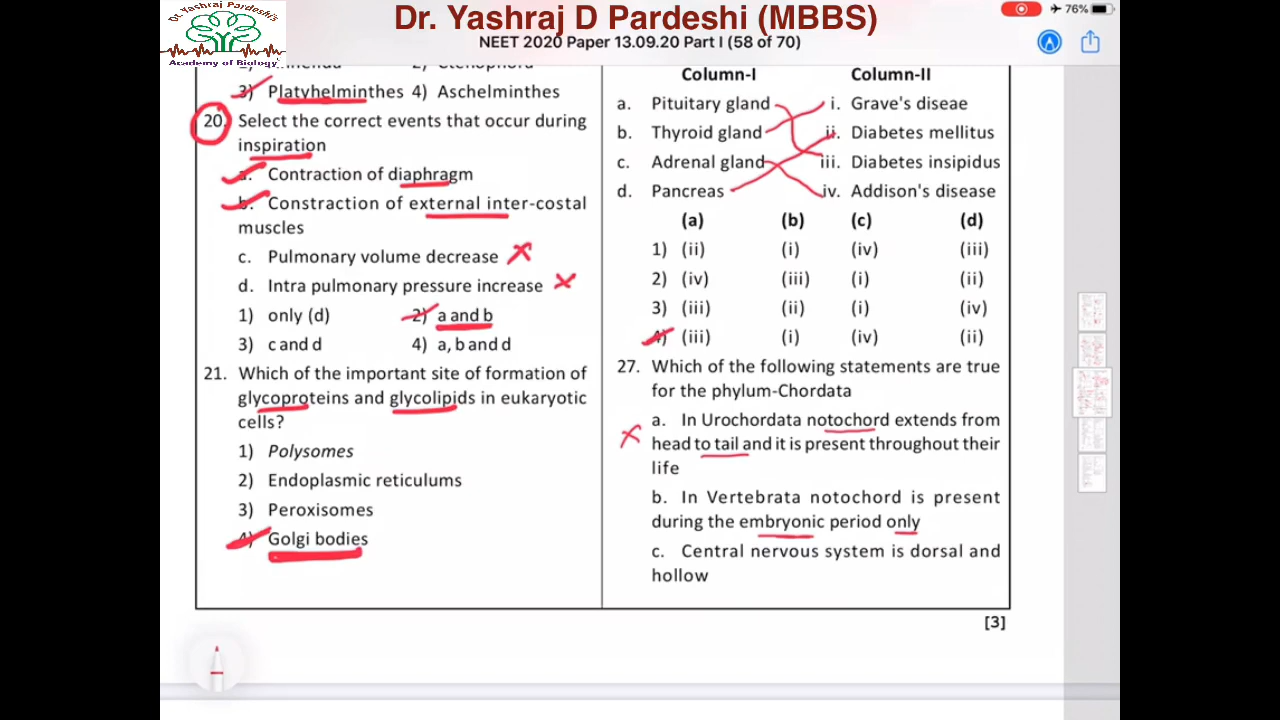 Dr. Yashraj Pardeshi's
Academy of Biology
Dr. Yashraj D Pardeshi (MBBS)
NEET 2020 Paper 13.09.20 Part I (58 of 70)
76%
3) Platyhelminthes 4) Aschelminthes
20. Select the correct events that occur during
inspiration
a. Contraction of diaphragm
b. Constraction of external inter-costal
muscles
c. Pulmonary volume decrease
d. Intra pulmonary pressure increase
1) only (d) 2) a and b
3) c and d 4) a, b and d
21. Which of the important site of formation of
glycoproteins and glycolipids in eukaryotic
cells?
1) Polysomes
2) Endoplasmic reticulums
3) Peroxisomes
4) Golgi bodies
Column-I Column-II
a. Pituitary gland i. Grave's diseae
b. Thyroid gland ii. Diabetes mellitus
c. Adrenal gland iii. Diabetes insipidus
d. Pancreas iv. Addison's disease
(a) (b) (c) (d)
1) (ii) (i) (iv) (iii)
2) (iv) (iii) (i) (ii)
3) (iii) (ii) (i) (iv)
4) (iii) (i) (iv) (ii)
27. Which of the following statements are true
for the phylum-Chordata
a. In Urochordata notochord extends from
head to tail and it is present throughout their
life
b. In Vertebrata notochord is present
during the embryonic period only
c. Central nervous system is dorsal and
hollow
[3]